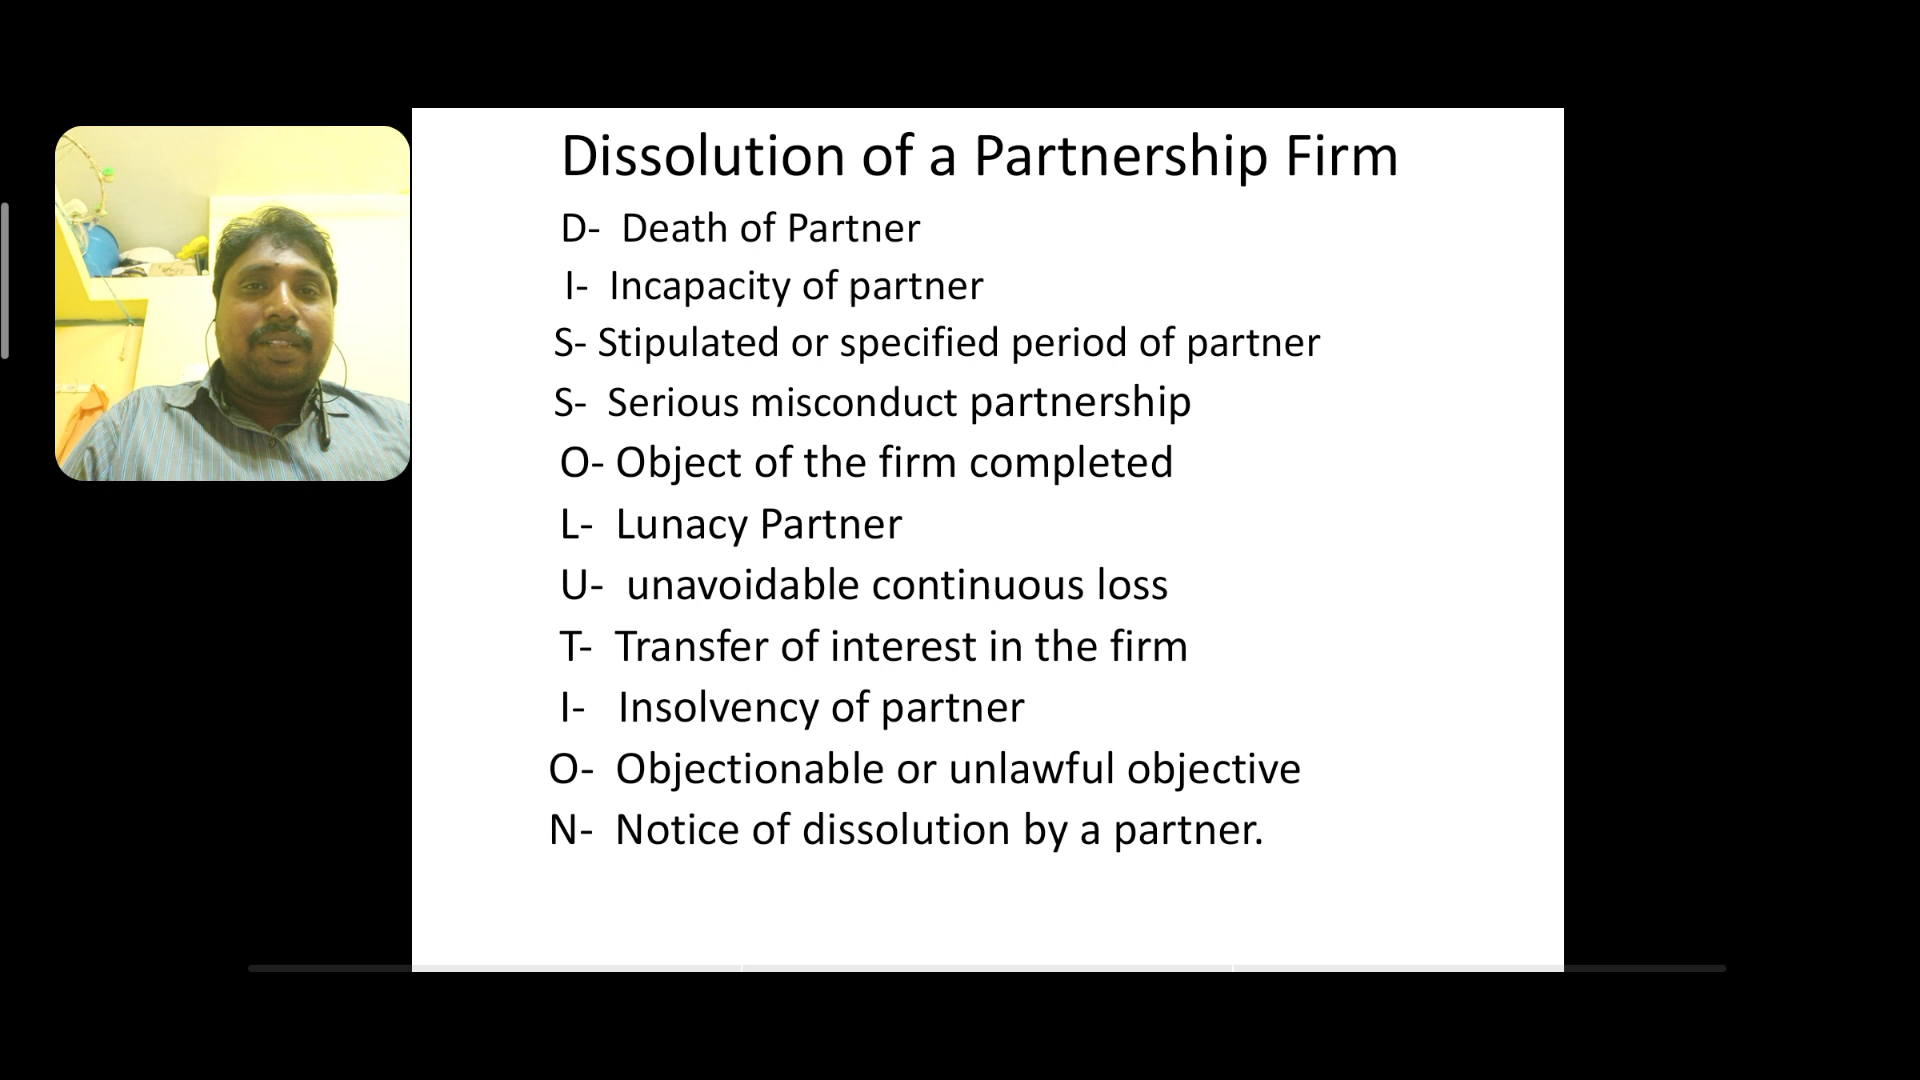 Dissolution of a Partnership Firm
D- Death of Partner
I- Incapacity of partner
S- Stipulated or specified period of partner
S- Serious misconduct partnership
O- Object of the firm completed
L- Lunacy Partner
U- unavoidable continuous loss
T- Transfer of interest in the firm
I- Insolvency of partner
O- Objectionable or unlawful objective
N- Notice of dissolution by a partner.